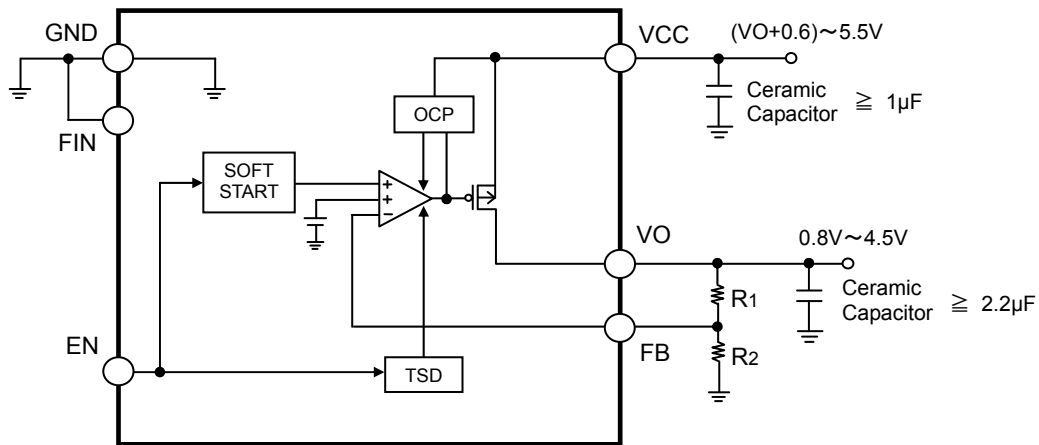 GND
VCC
(VO+0.6)～5.5V
Ceramic
Capacitor ≧ 1µF
OCP
FIN
SOFT
START
+
+
−
VO
0.8V～4.5V
R1
Ceramic
Capacitor ≧ 2.2µF
EN
FB
R2
TSD